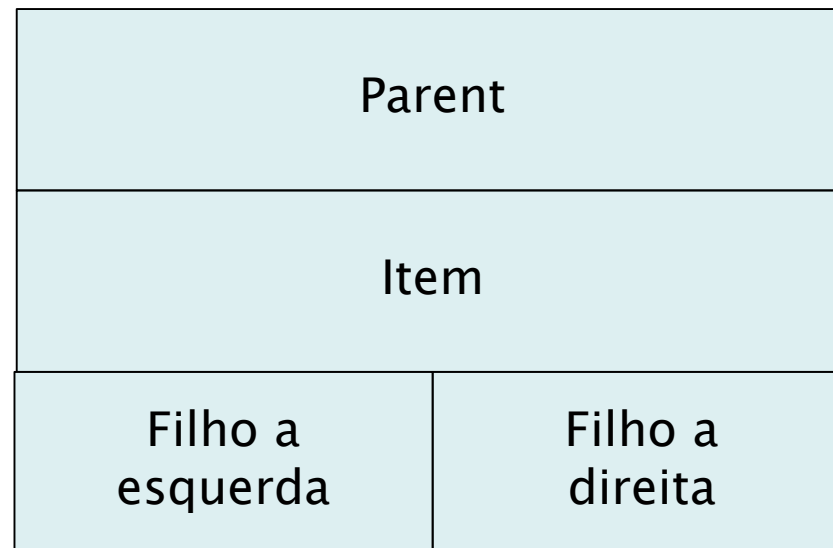 Parent
Item
Filho a
esquerda
Filho a
direita